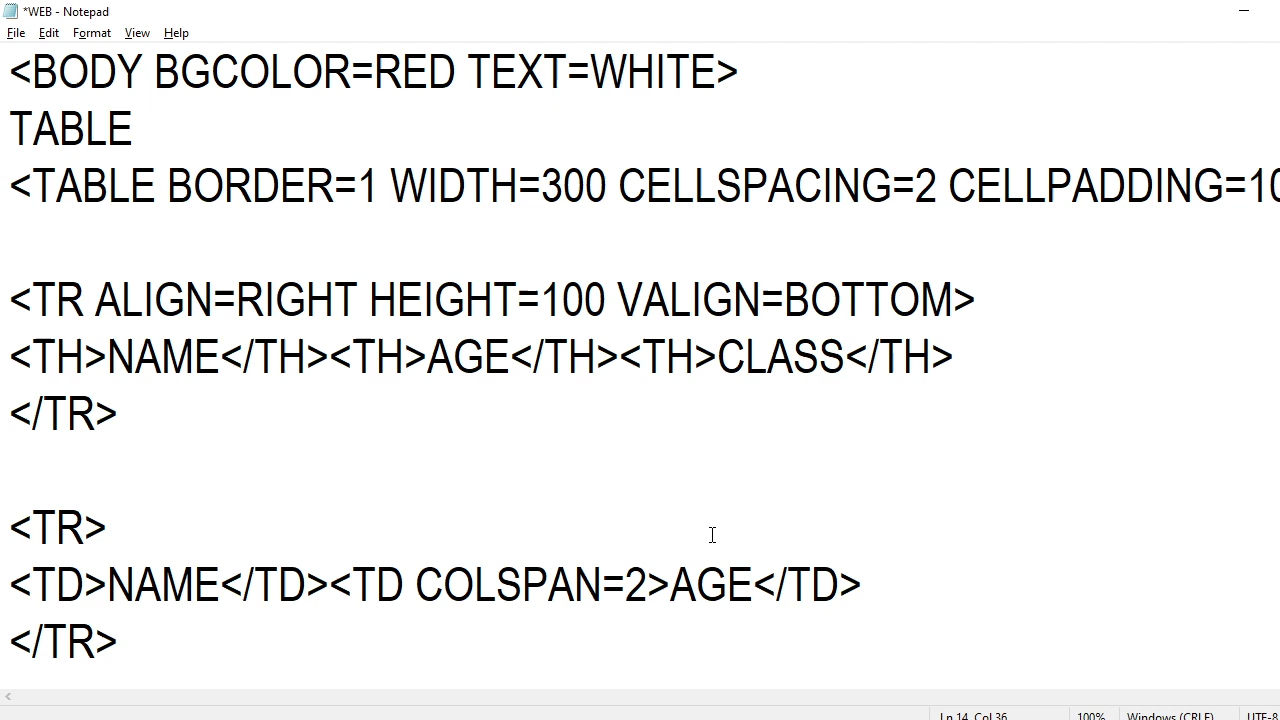 *WEB - Notepad
File Edit Format View Help
<BODY BGCOLOR=RED TEXT=WHITE>
TABLE
<TABLE BORDER=1 WIDTH=300 CELLSPACING=2 CELLPADDING=10
<TR ALIGN=RIGHT HEIGHT=100 VALIGN=BOTTOM>
<TH>NAME</TH><TH>AGE</TH><TH>CLASS</TH>
</TR>
<TR>
<TD>NAME</TD><TD COLSPAN=2>AGE</TD>
</TR>
Ln 14, Col 36 100% Windows (CRLF) UTF-8